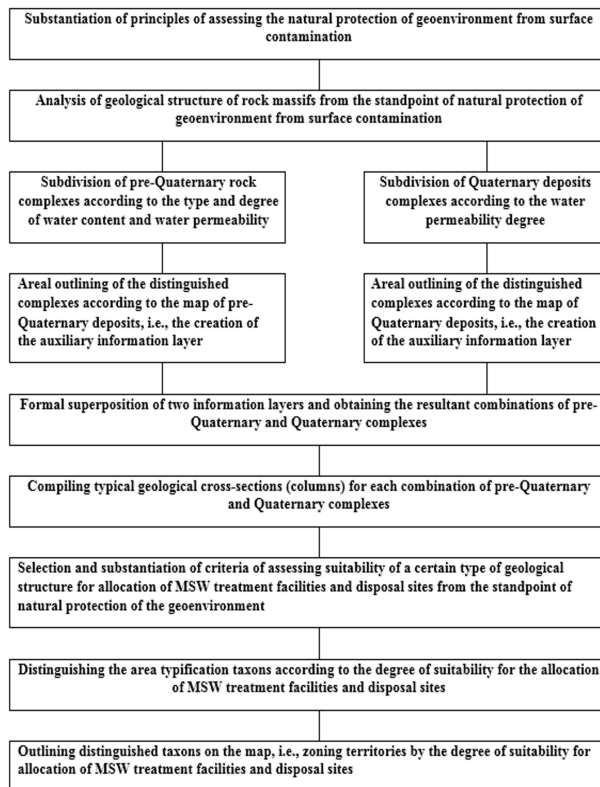 Substantiation of principles of assessing the natural protection of geoenvironment from surface
contamination
Analysis of geological structure of rock massifs from the standpoint of natural protection of
geoenvironment from surface contamination
Subdivision of pre-Quaternary rock
complexes according to the type and degree
of water content and water permeability
Subdivision of Quaternary deposits
complexes according to the water
permeability degree
Areal outlining of the distinguished
complexes according to the map of pre-
Quaternary deposits, i.e., the creation of
the auxiliary information layer
Areal outlining of the distinguished
complexes according to the map of
Quaternary deposits, i.e., the creation
of the auxiliary information layer
Formal superposition of two information layers and obtaining the resultant combinations of pre-
Quaternary and Quaternary complexes
Compiling typical geological cross-sections (columns) for each combination of pre-Quaternary
and Quaternary complexes
Selection and substantiation of criteria of assessing suitability of a certain type of geological
structure for allocation of MSW treatment facilities and disposal sites from the standpoint of
natural protection of the geoenvironment
Distinguishing the area typification taxons according to the degree of suitability for the allocation
of MSW treatment facilities and disposal sites
Outlining distinguished taxons on the map, i.e., zoning territories by the degree of suitability for
allocation of MSW treatment facilities and disposal sites